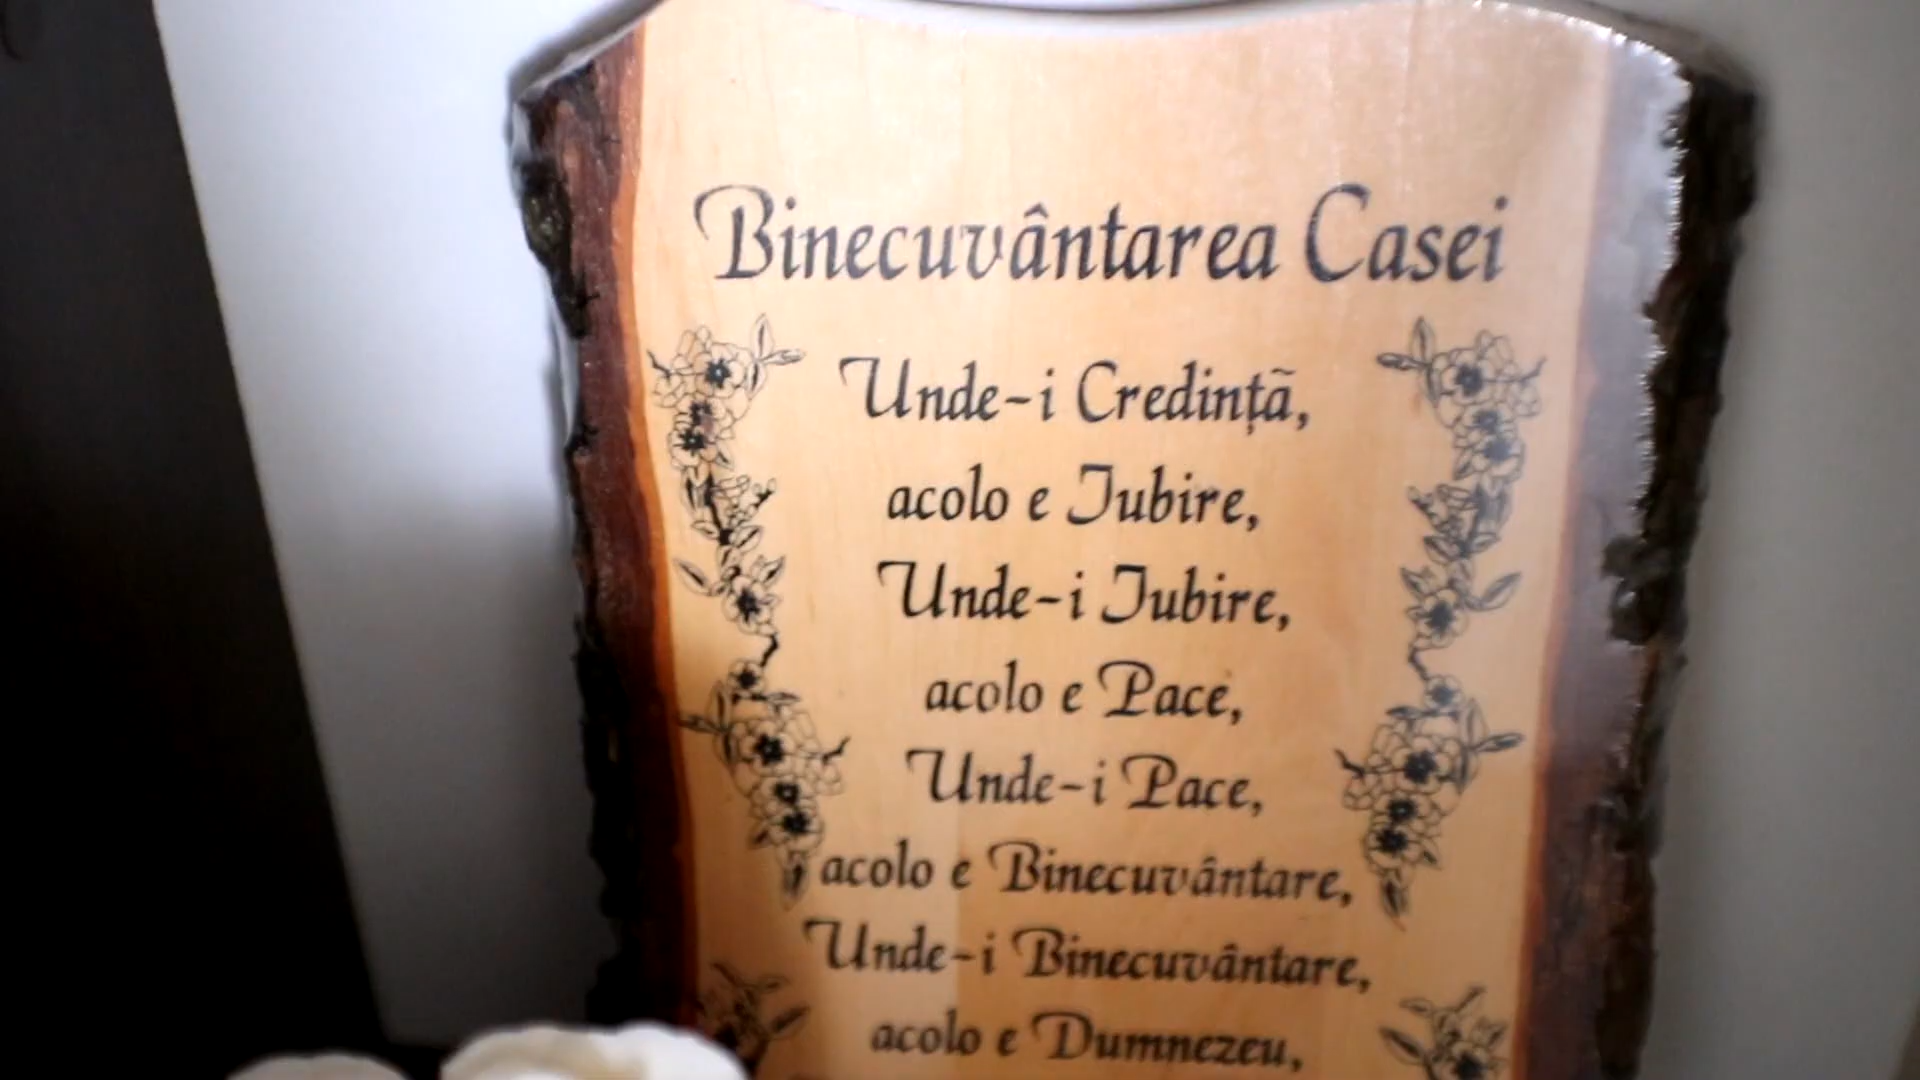 Binecuvântarea Casei
Unde-i Credințã,
acolo e Iubire,
Unde-i Iubire,
acolo e Pace,
Unde-i Pace,
acolo e Binecuvântare,
Unde-i Binecuvântare,
acolo e Dumnezeu,